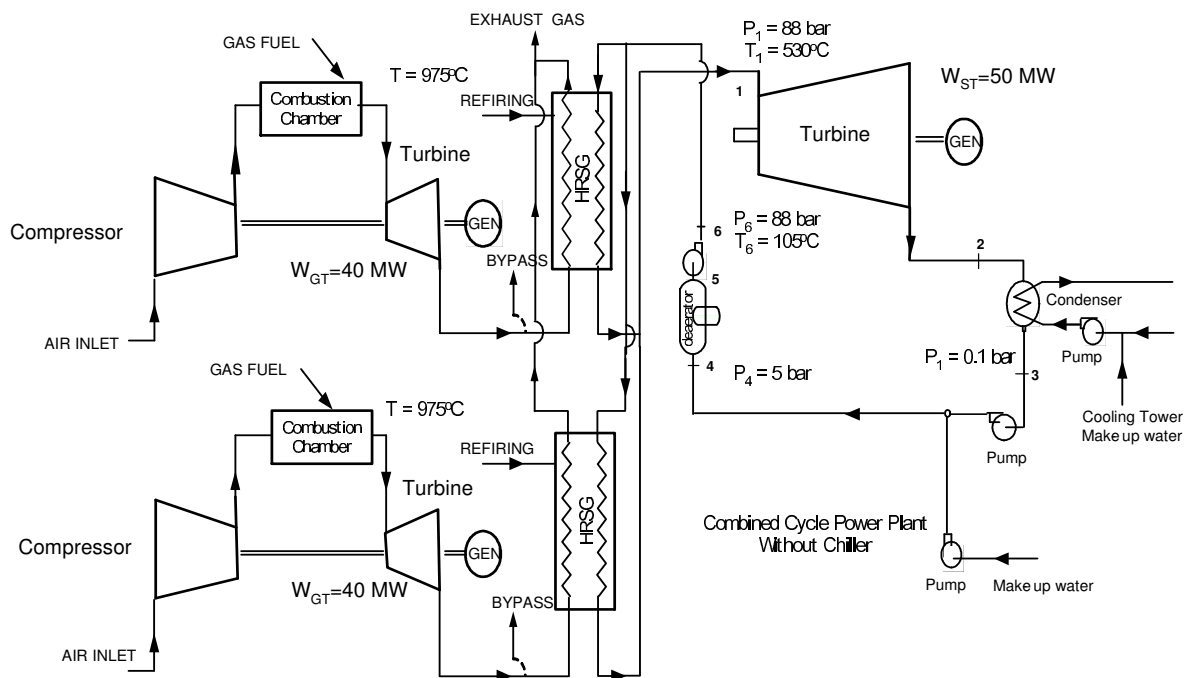 EXHAUST GAS
GAS FUEL
T = 975ºC
Combustion
Chamber
REFIRING
HRSG
Turbine
GEN
Compressor
W_GT=40 MW
BYPASS
AIR INLET
P₁ = 88 bar
T₁ = 530ºC
1
Turbine
W_ST=50 MW
GEN
6
P₆ = 88 bar
T₆ = 105ºC
5
deaerator
4
P₄ = 5 bar
2
Condenser
Pump
P₁ = 0.1 bar
3
Cooling Tower
Make up water
Pump
GAS FUEL
T = 975ºC
Combustion
Chamber
REFIRING
HRSG
Turbine
GEN
Compressor
W_GT=40 MW
BYPASS
AIR INLET
Combined Cycle Power Plant
Without Chiller
Pump
Make up water